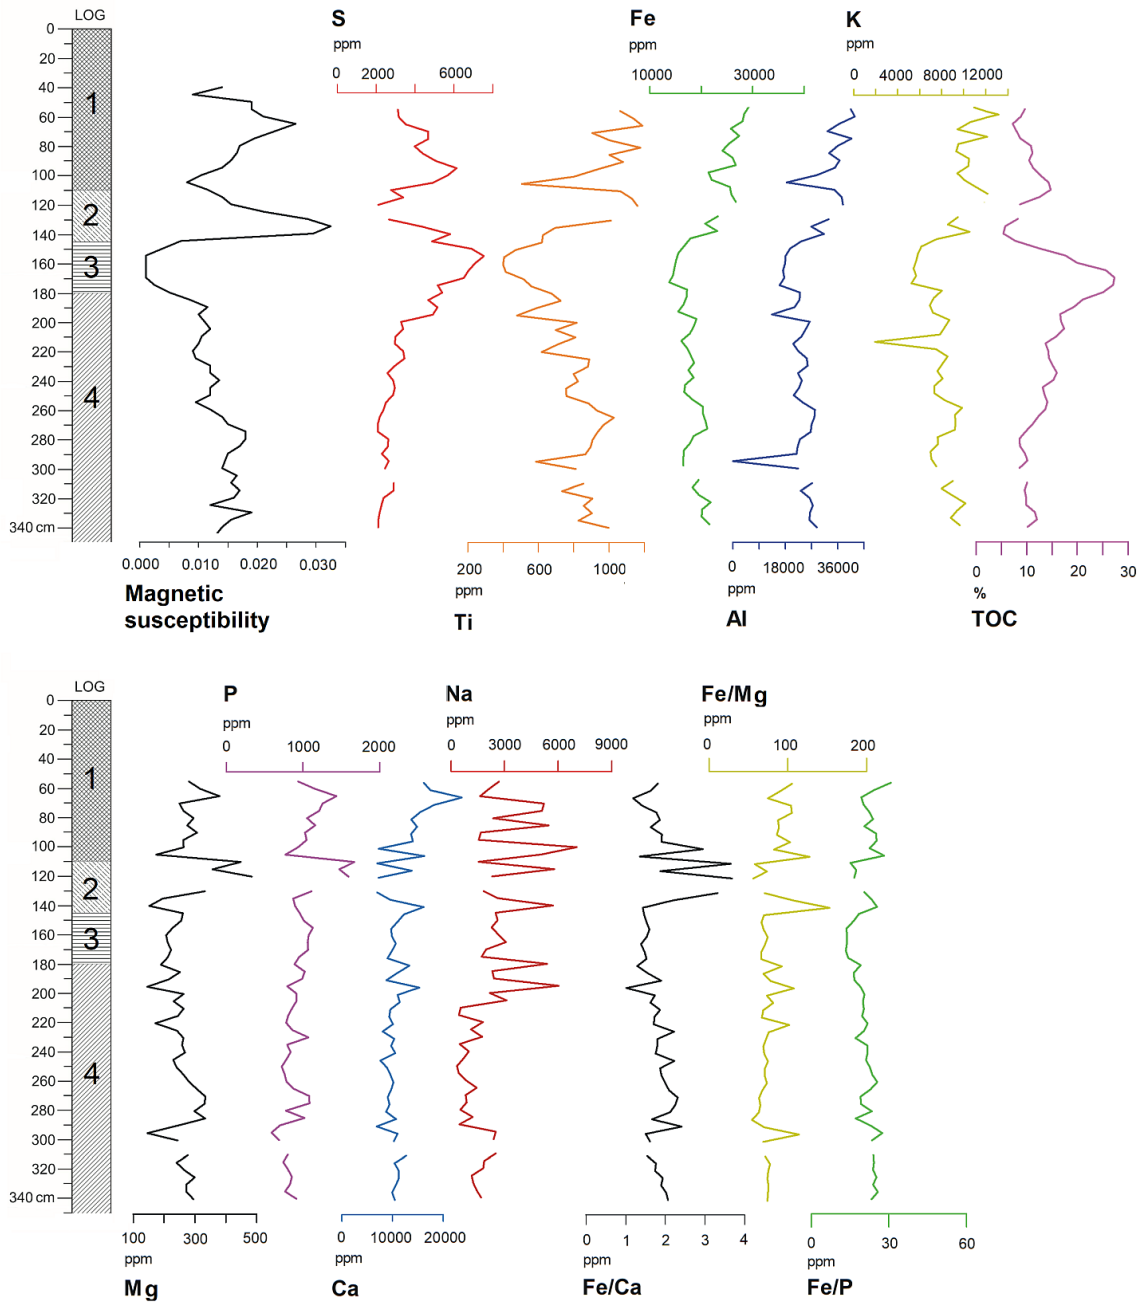 LOG
S
Fe
K
ppm
ppm
ppm
0 2000 6000
10000 30000
0 4000 8000 12000
0
20
40
60
80
100
120
140
160
180
200
220
240
260
280
300
320
340 cm
1
2
3
4
0.000 0.010 0.020 0.030
200 600 1000
0 18000 36000
0 10 20 30
ppm
ppm
%
Magnetic
susceptibility
Ti
Al
TOC
LOG
P
Na
Fe/Mg
ppm
ppm
ppm
0 1000 2000
0 3000 6000 9000
0 100 200
0
20
40
60
80
100
120
140
160
180
200
220
240
260
280
300
320
340 cm
1
2
3
4
100 300 500
0 10000 20000
0 1 2 3 4
0 30 60
ppm
ppm
ppm
ppm
Mg
Ca
Fe/Ca
Fe/P